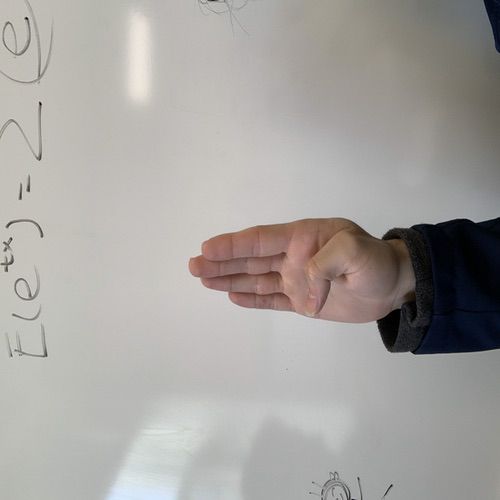 E(e^tx) = Σ (e